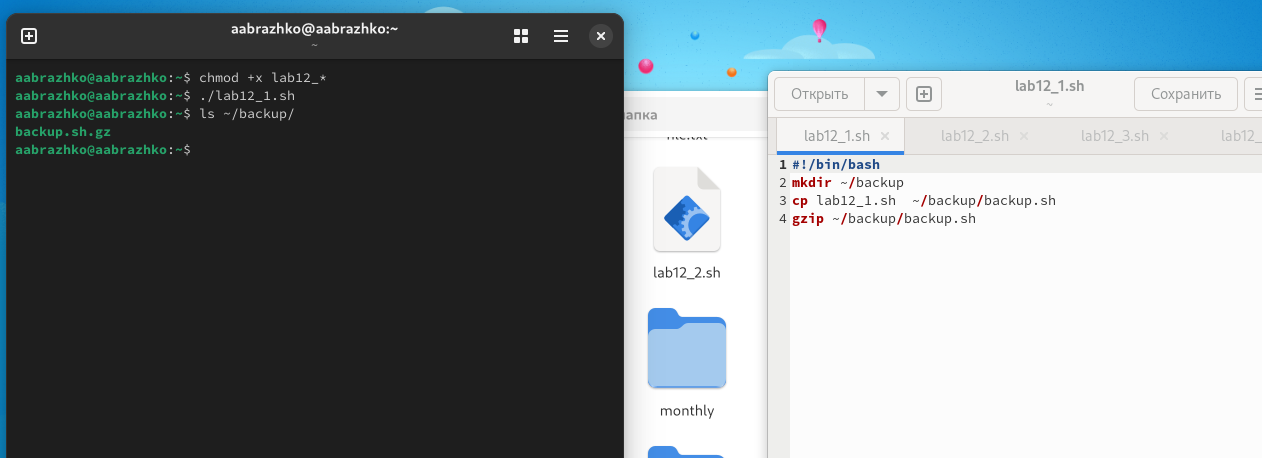 aabrazhko@aabrazhko:~
~
aabrazhko@aabrazhko:~$ chmod +x lab12_*
aabrazhko@aabrazhko:~$ ./lab12_1.sh
aabrazhko@aabrazhko:~$ ls ~/backup/
backup.sh.gz
aabrazhko@aabrazhko:~$
апка
lab12_2.sh
monthly
Открыть
lab12_1.sh
~
Сохранить
lab12_1.sh
lab12_2.sh
lab12_3.sh
lab12_
1 #!/bin/bash
2 mkdir ~/backup
3 cp lab12_1.sh  ~/backup/backup.sh
4 gzip ~/backup/backup.sh